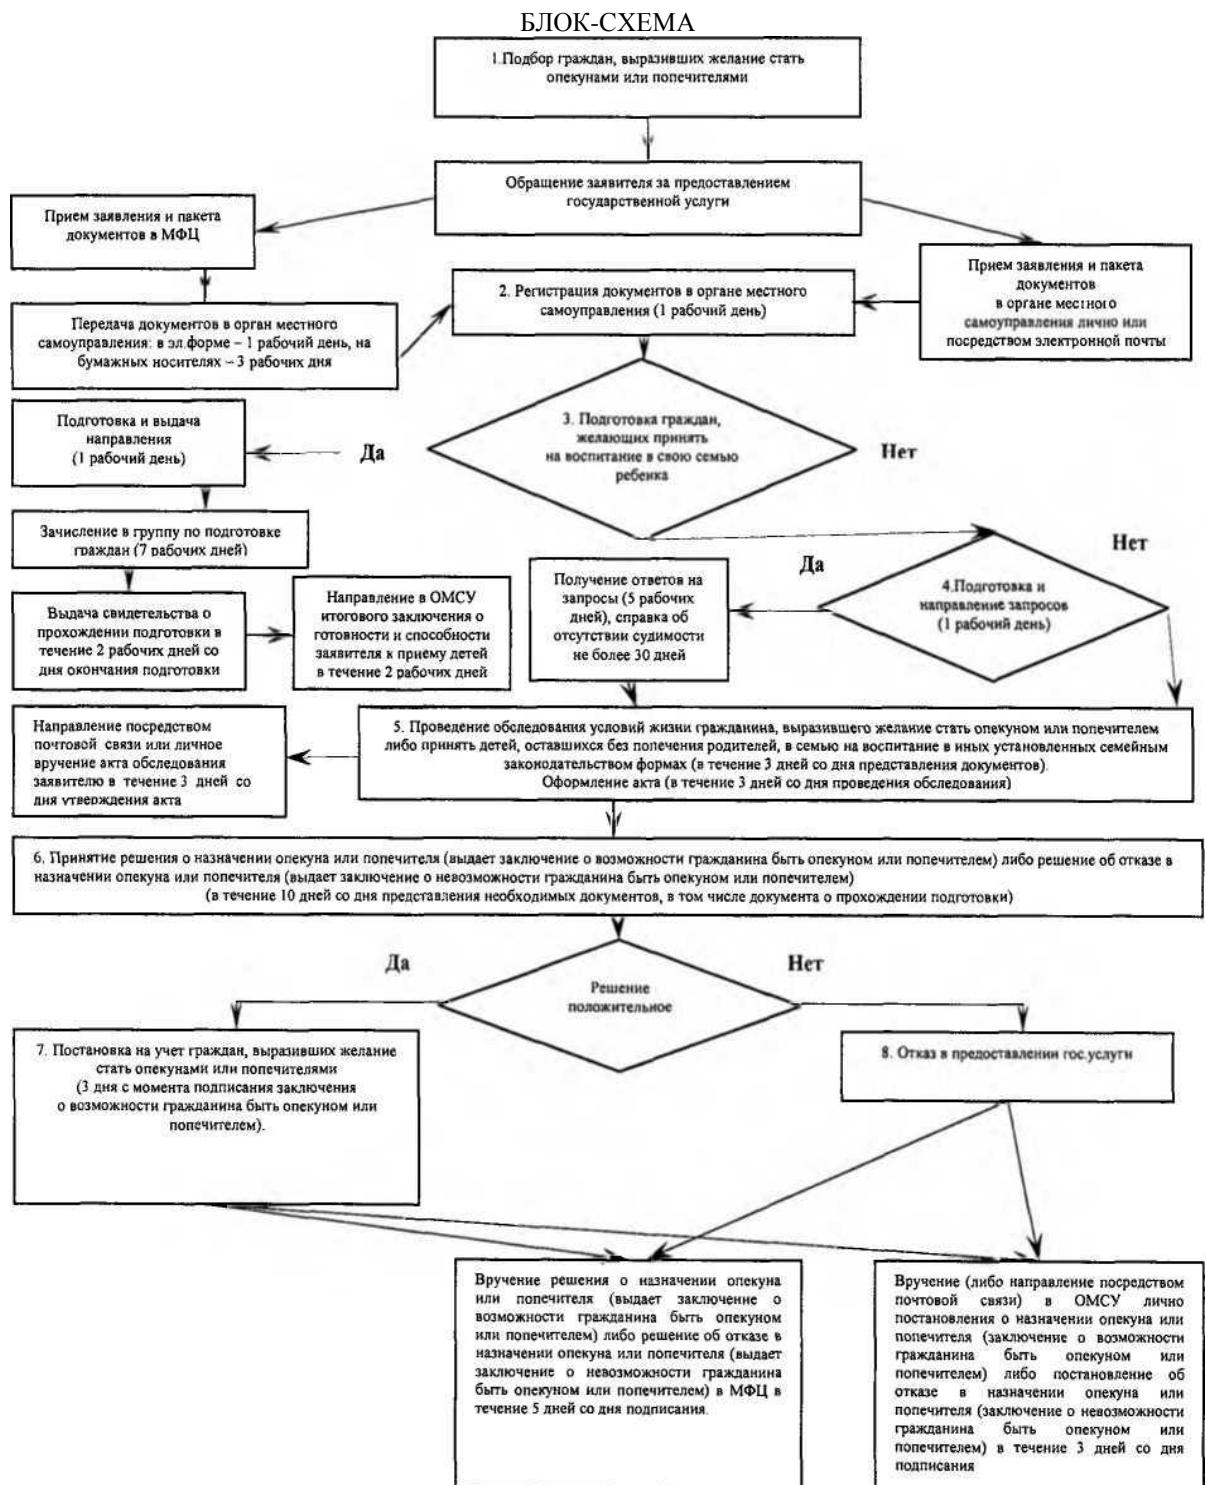 БЛОК-СХЕМА
1.Подбор граждан, выразивших желание стать
опекунами или попечителями
Обращение заявителя за предоставлением
государственной услуги
Прием заявления и пакета
документов в МФЦ
Прием заявления и пакета
документов
в органе местного
самоуправления лично или
посредством электронной почты
2. Регистрация документов в органе местного
самоуправления (1 рабочий день)
Передача документов в орган местного
самоуправления: в эл.форме – 1 рабочий день, на
бумажных носителях – 3 рабочих дня
3. Подготовка граждан,
желающих принять
на воспитание в свою семью
ребенка
Да
Нет
Подготовка и выдача
направления
(1 рабочий день)
Зачисление в группу по подготовке
граждан (7 рабочих дней)
Выдача свидетельства о
прохождении подготовки в
течение 2 рабочих дней со
дня окончания подготовки
Направление в ОМСУ
итогового заключения о
готовности и способности
заявителя к приему детей
в течение 2 рабочих дней
Получение ответов на
запросы (5 рабочих
дней), справка об
отсутствии судимости
не более 30 дней
Да
Нет
4.Подготовка и
направление запросов
(1 рабочий день)
Направление посредством
почтовой связи или личное
вручение акта обследования
заявителю в течение 3 дней со
дня утверждения акта
5. Проведение обследования условий жизни гражданина, выразившего желание стать опекуном или попечителем
либо принять детей, оставшихся без попечения родителей, в семью на воспитание в иных установленных семейным
законодательством формах (в течение 3 дней со дня представления документов).
Оформление акта (в течение 3 дней со дня проведения обследования)
6. Принятие решения о назначении опекуна или попечителя (выдает заключение о возможности гражданина быть опекуном или попечителем) либо решение об отказе в
назначении опекуна или попечителя (выдает заключение о невозможности гражданина быть опекуном или попечителем)
(в течение 10 дней со дня представления необходимых документов, в том числе документа о прохождении подготовки)
Да
Нет
Решение
положительное
7. Постановка на учет граждан, выразивших желание
стать опекунами или попечителями
(3 дня с момента подписания заключения
о возможности гражданина быть опекуном или
попечителем).
8. Отказ в предоставлении гос.услуги
Вручение решения о назначении опекуна
или попечителя (выдает заключение о
возможности гражданина быть опекуном
или попечителем) либо решение об отказе в
назначении опекуна или попечителя (выдает
заключение о невозможности гражданина
быть опекуном или попечителем) в МФЦ в
течение 5 дней со дня подписания.
Вручение (либо направление посредством
почтовой связи) в ОМСУ лично
постановления о назначении опекуна или
попечителя (заключение о возможности
гражданина быть опекуном или
попечителем) либо постановление об
отказе в назначении опекуна или
попечителя (заключение о невозможности
гражданина быть опекуном или
попечителем) в течение 3 дней со дня
подписания